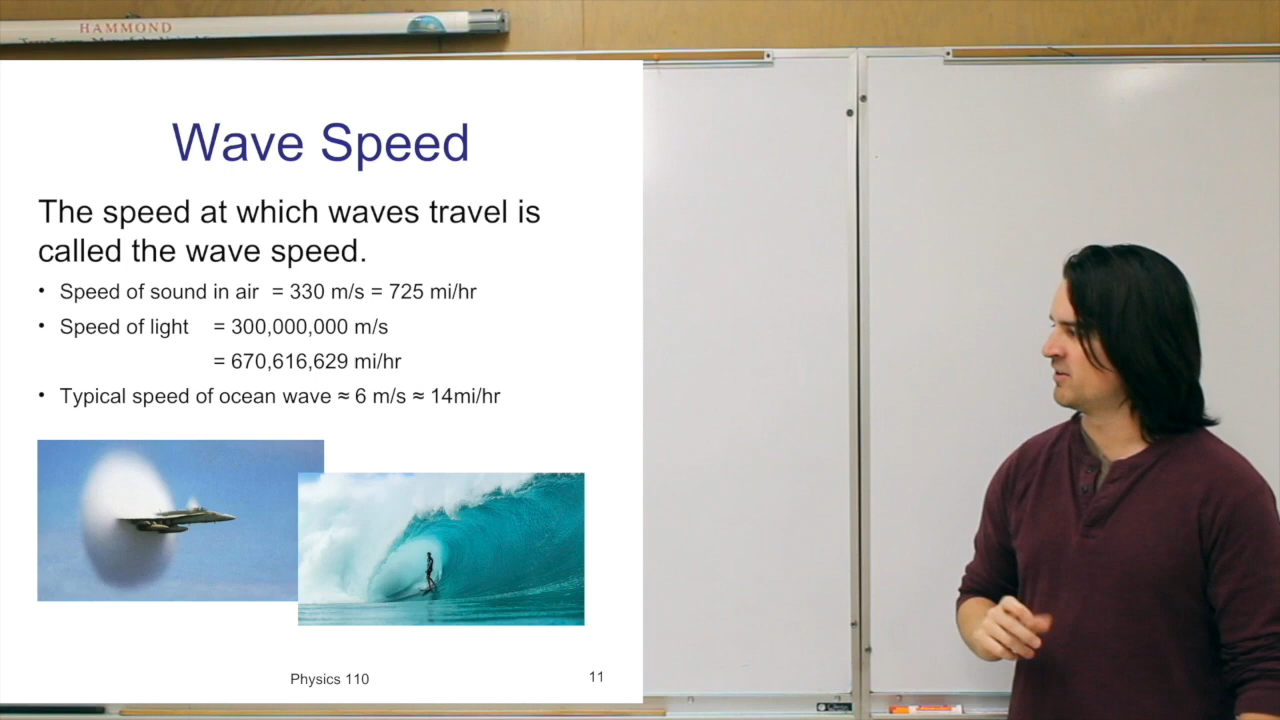 HAMMOND
Wave Speed
The speed at which waves travel is
called the wave speed.
• Speed of sound in air = 330 m/s = 725 mi/hr
• Speed of light = 300,000,000 m/s
= 670,616,629 mi/hr
• Typical speed of ocean wave ≈ 6 m/s ≈ 14mi/hr
Physics 110
11